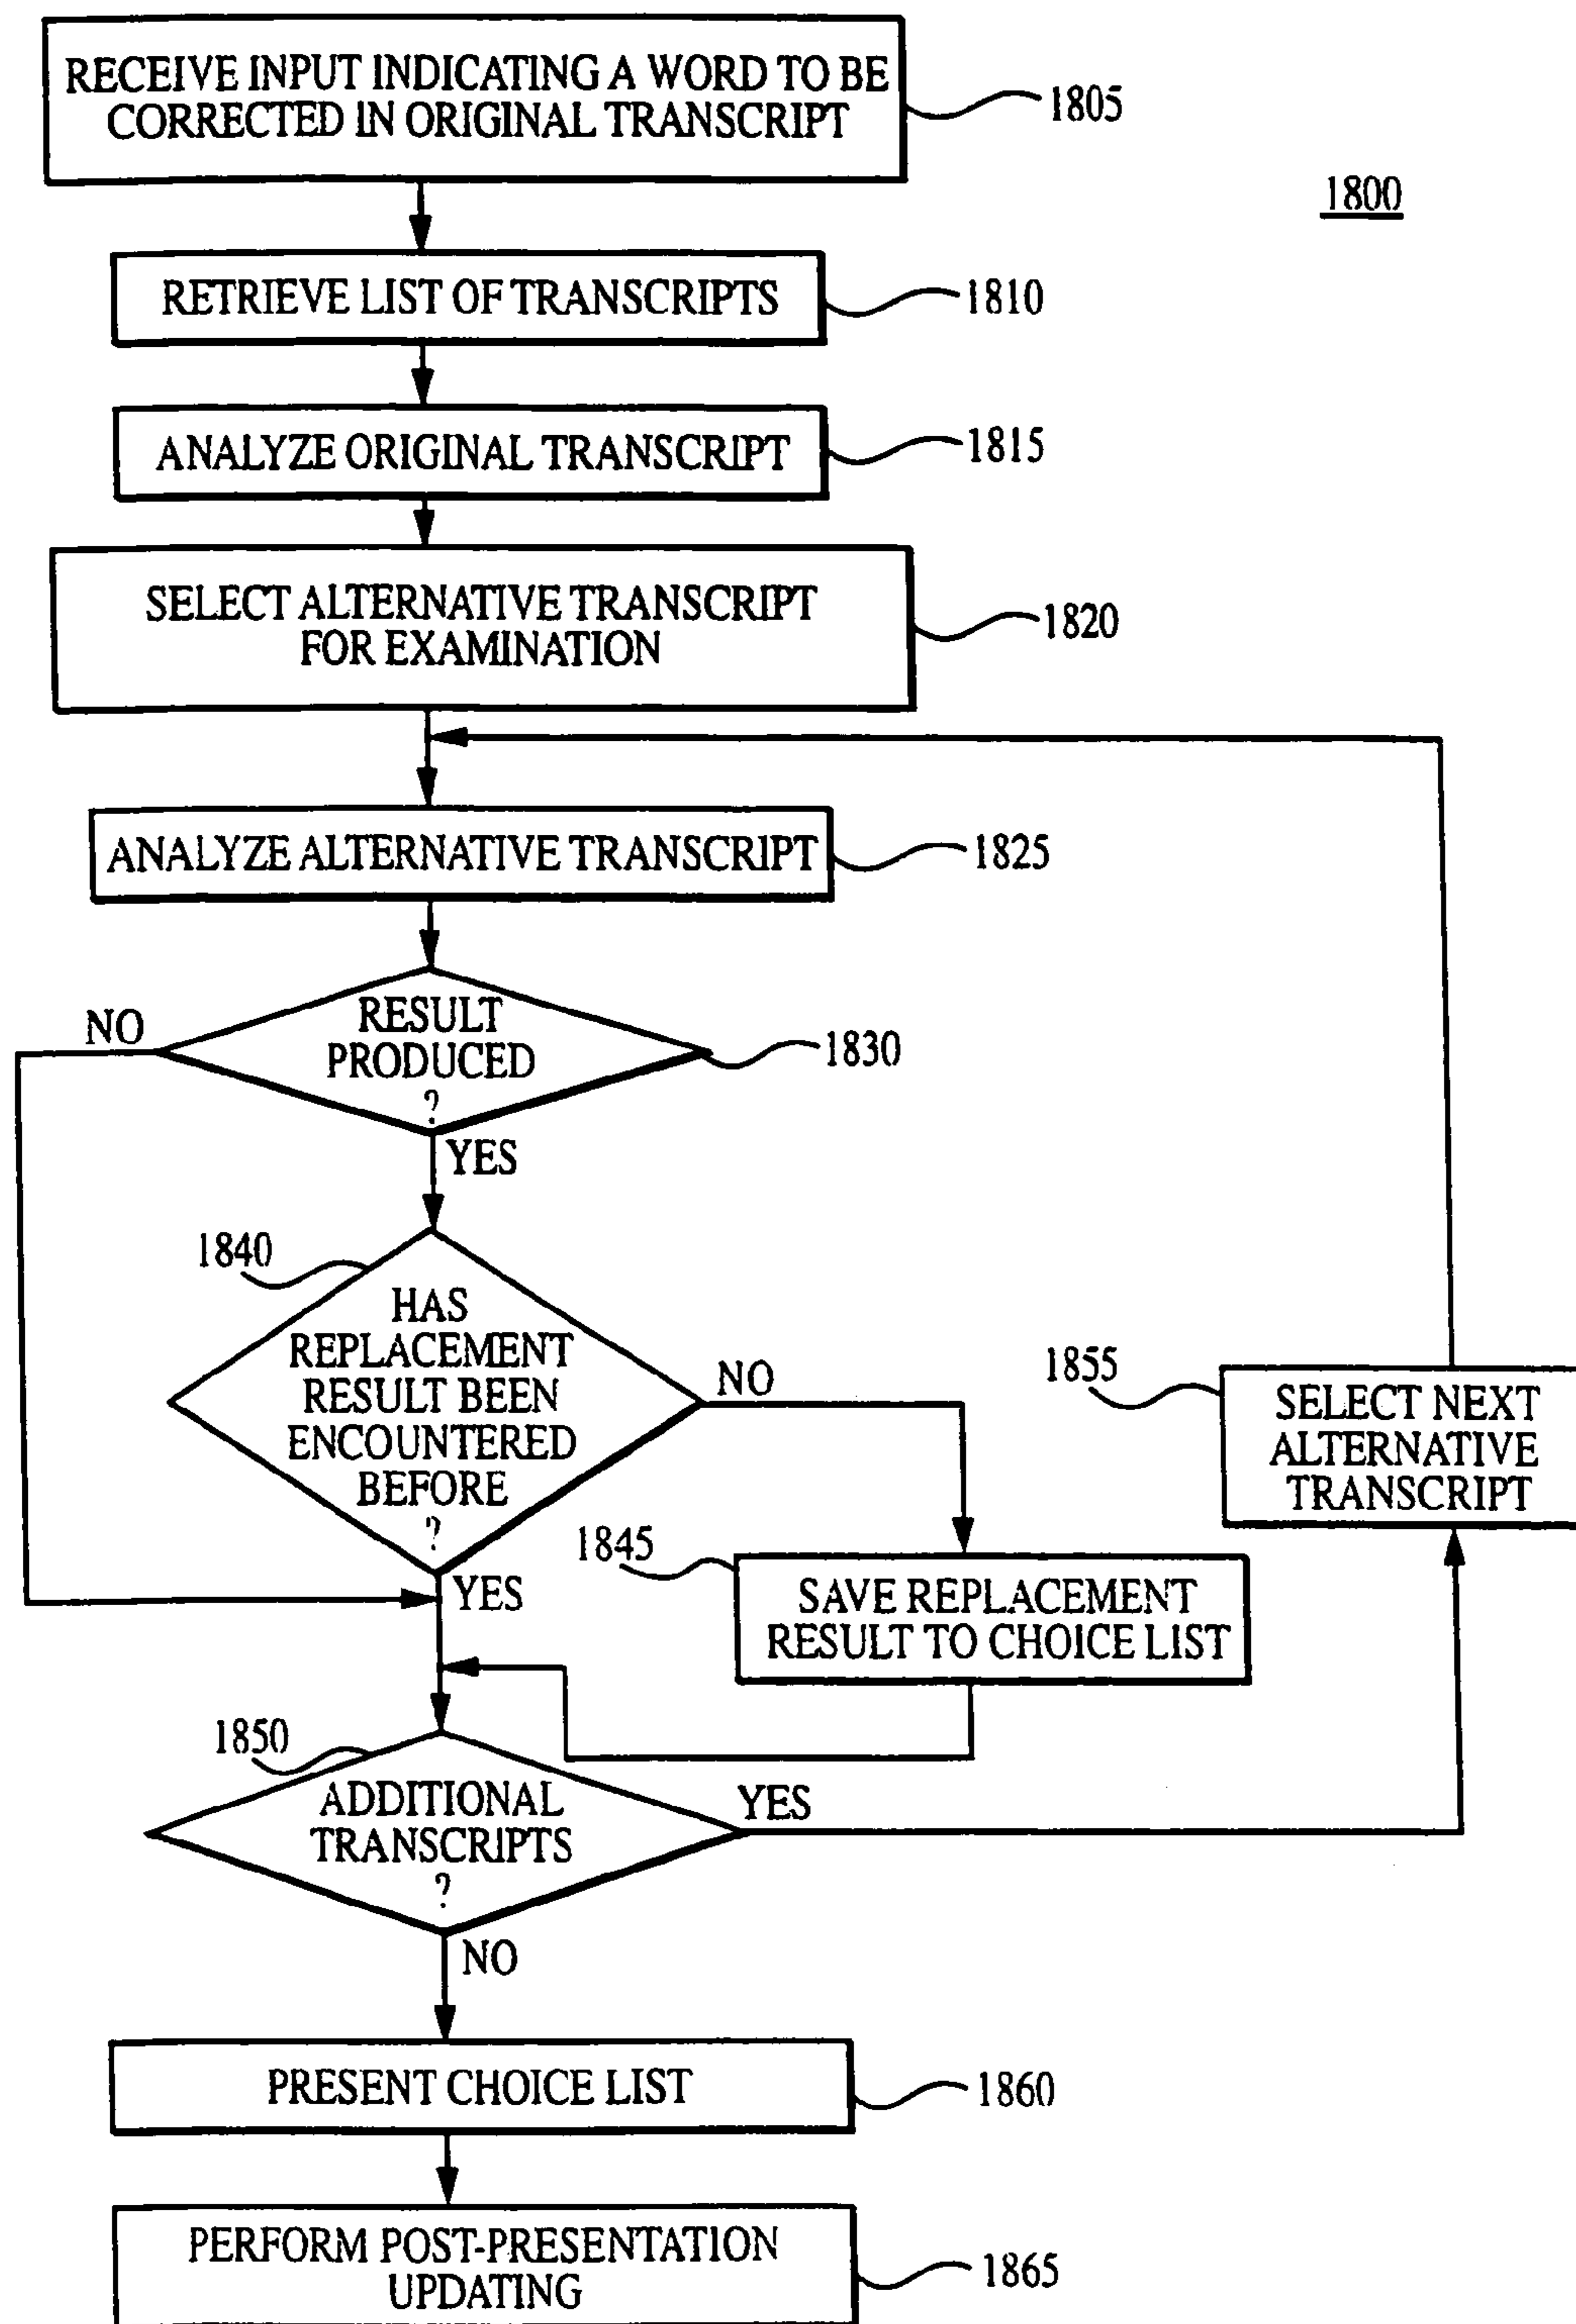 RECEIVE INPUT INDICATING A WORD TO BE
CORRECTED IN ORIGINAL TRANSCRIPT
1805
1800
RETRIEVE LIST OF TRANSCRIPTS
1810
ANALYZE ORIGINAL TRANSCRIPT
1815
SELECT ALTERNATIVE TRANSCRIPT
FOR EXAMINATION
1820
ANALYZE ALTERNATIVE TRANSCRIPT
1825
NO
RESULT
PRODUCED
?
1830
YES
1840
HAS
REPLACEMENT
RESULT BEEN
ENCOUNTERED
BEFORE
?
NO
YES
1855
SELECT NEXT
ALTERNATIVE
TRANSCRIPT
1845
SAVE REPLACEMENT
RESULT TO CHOICE LIST
1850
ADDITIONAL
TRANSCRIPTS
?
YES
NO
PRESENT CHOICE LIST
1860
PERFORM POST-PRESENTATION
UPDATING
1865